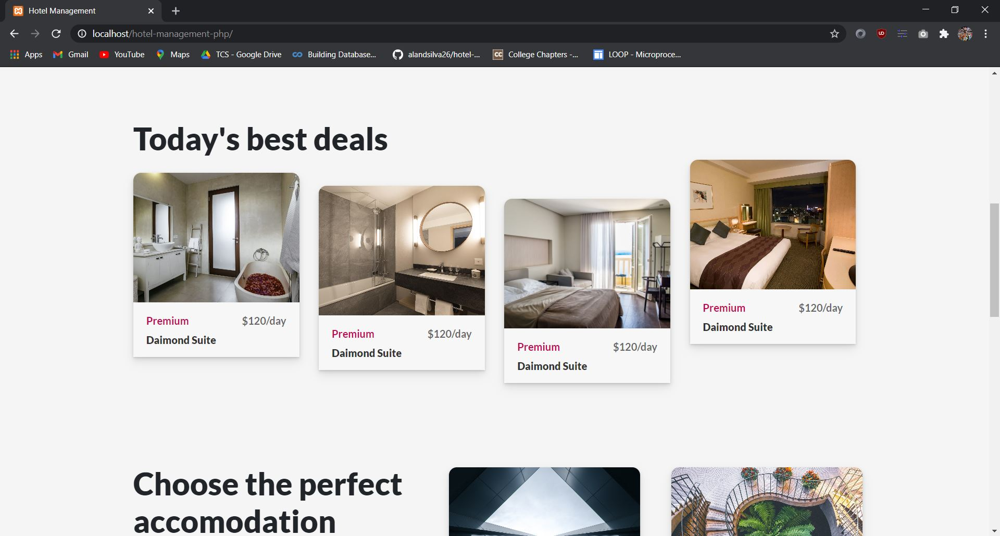 Hotel Management
localhost/hotel-management-php/
Apps
Gmail
YouTube
Maps
TCS - Google Drive
Building Database...
alandsilva26/hotel-...
CC
College Chapters -...
LOOP - Microproce...
Today's best deals
Premium $120/day
Daimond Suite
Premium $120/day
Daimond Suite
Premium $120/day
Daimond Suite
Premium $120/day
Daimond Suite
Choose the perfect
accomodation